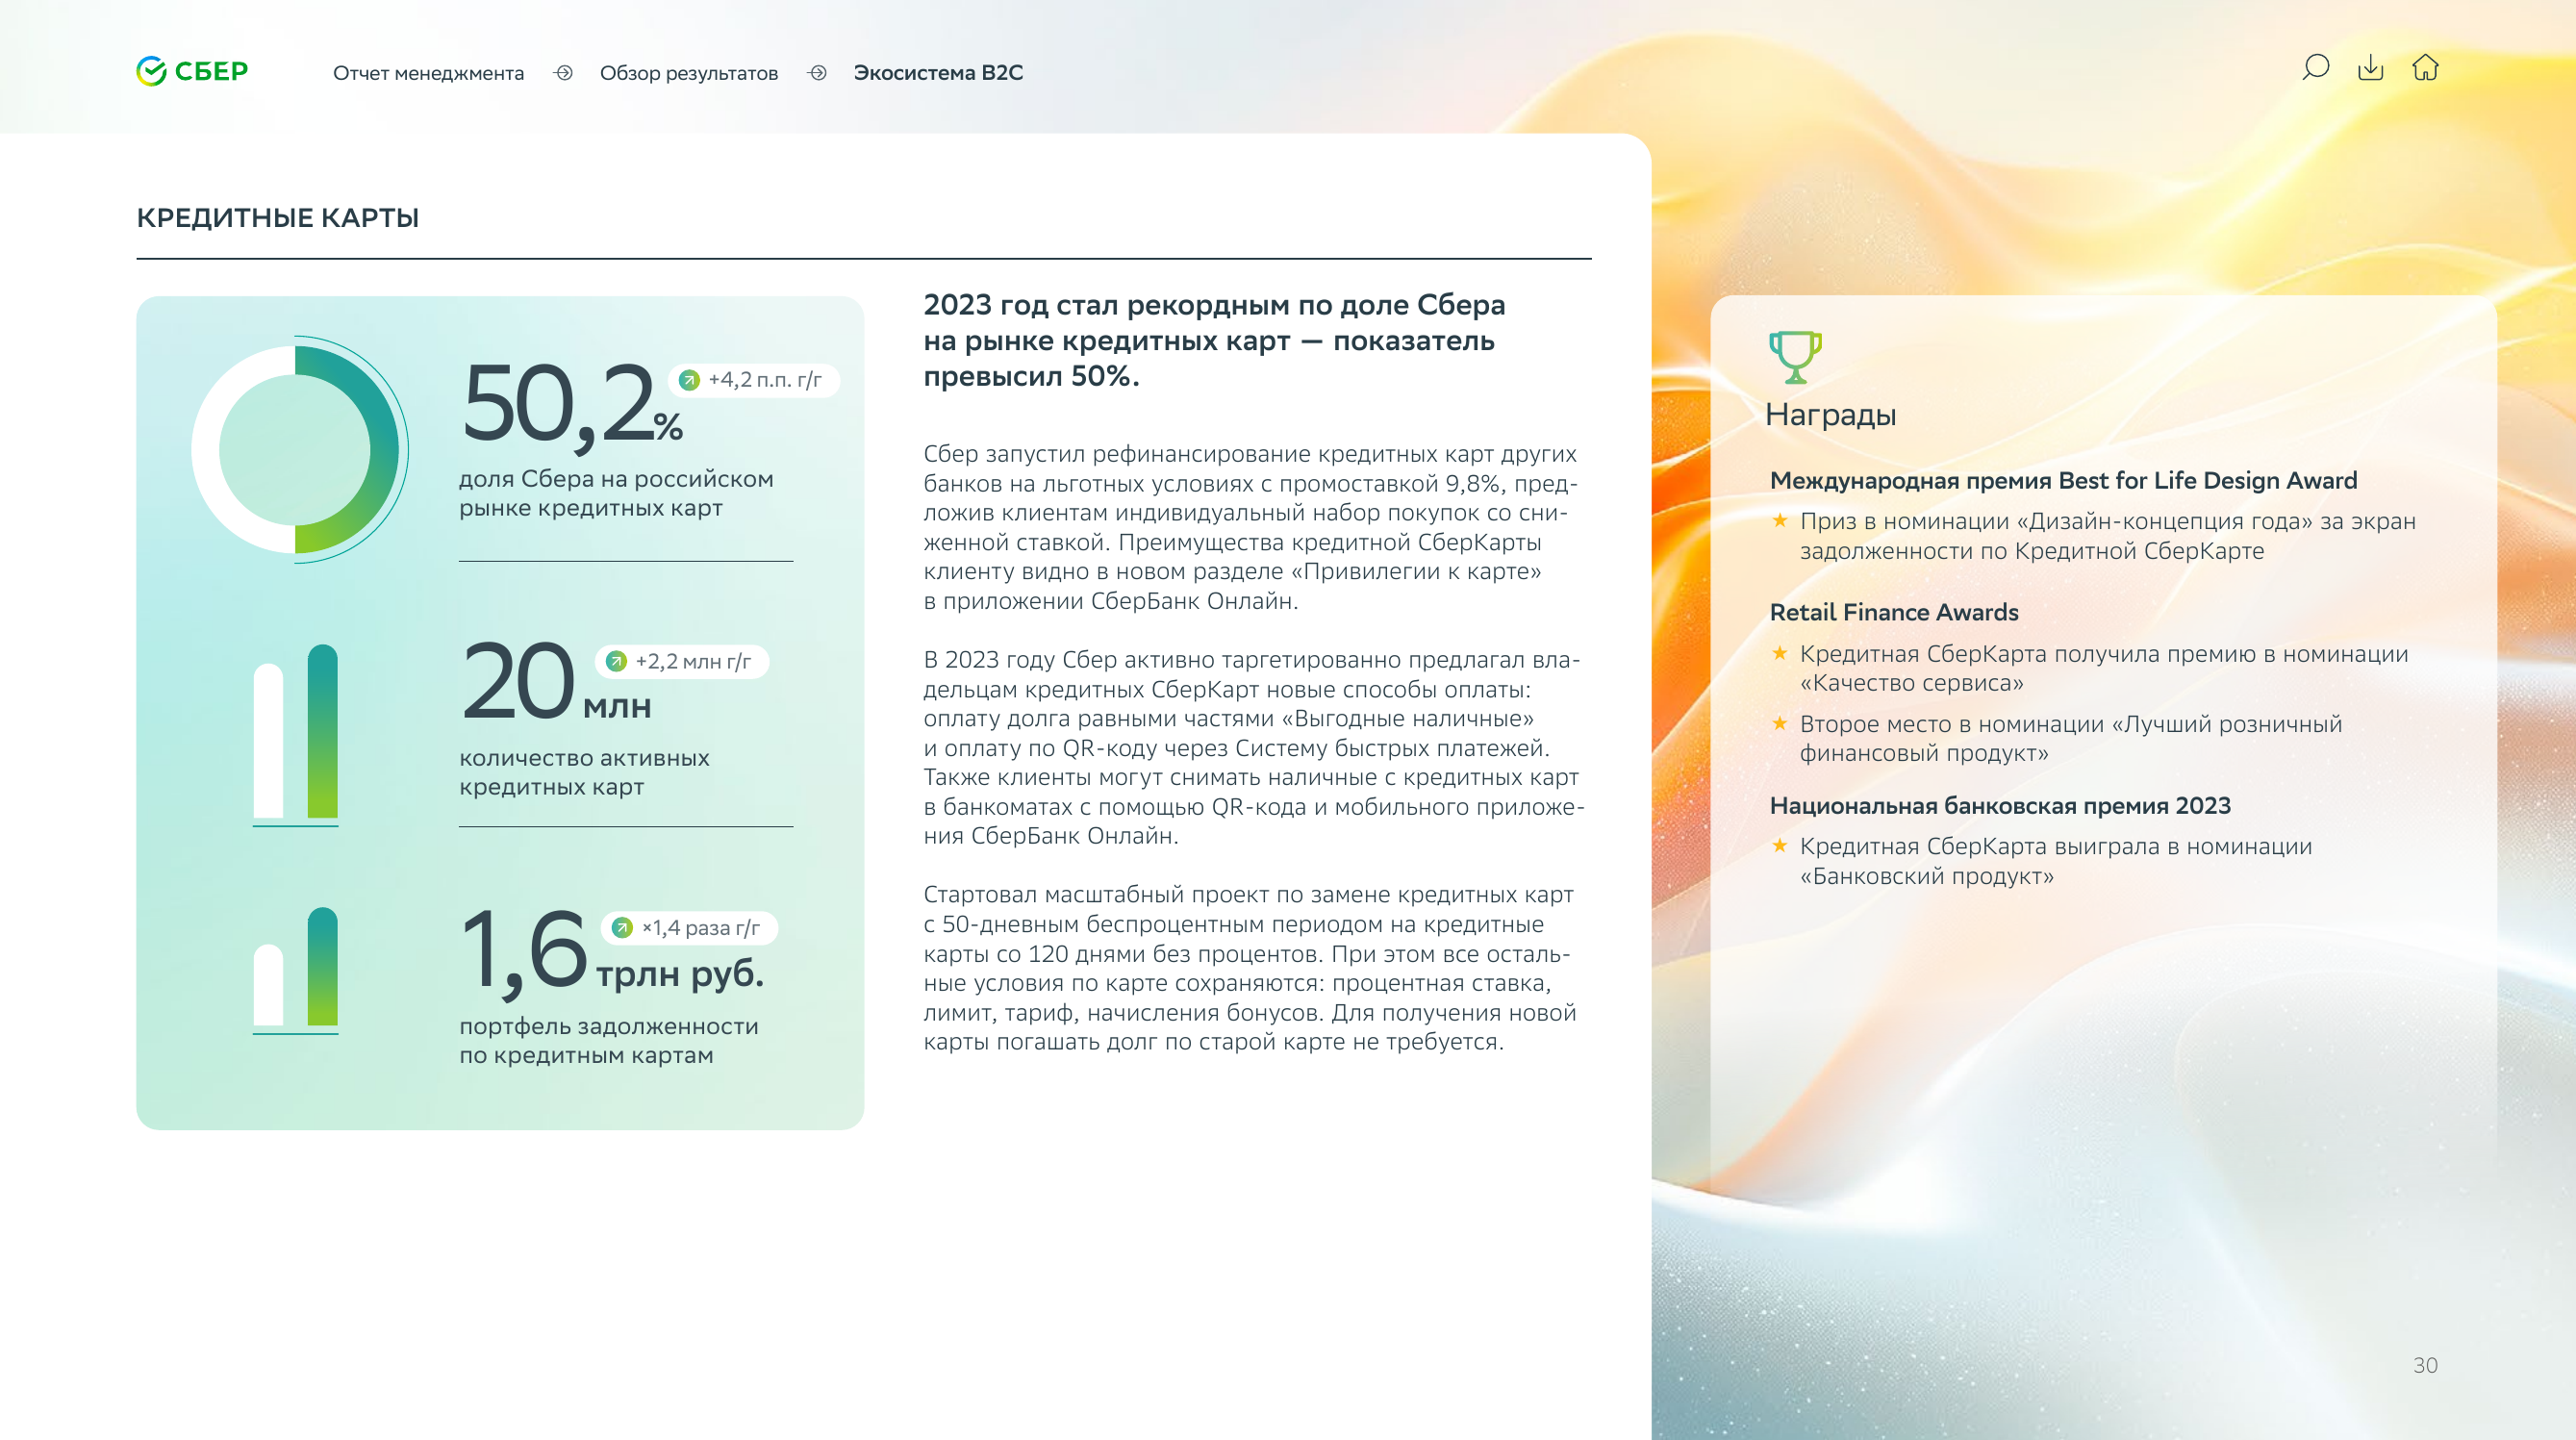 СБЕР
Отчет менеджмента
Обзор результатов
Экосистема B2C
КРЕДИТНЫЕ КАРТЫ
50,2%
+4,2 п.п. г/г
доля Сбера на российском
рынке кредитных карт
20 млн
+2,2 млн г/г
количество активных
кредитных карт
1,6 трлн руб.
×1,4 раза г/г
портфель задолженности
по кредитным картам
2023 год стал рекордным по доле Сбера
на рынке кредитных карт — показатель
превысил 50%.
Сбер запустил рефинансирование кредитных карт других
банков на льготных условиях с промоставкой 9,8%, пред-
ложив клиентам индивидуальный набор покупок со сни-
женной ставкой. Преимущества кредитной СберКарты
клиенту видно в новом разделе «Привилегии к карте»
в приложении СберБанк Онлайн.
В 2023 году Сбер активно таргетированно предлагал вла-
дельцам кредитных СберКарт новые способы оплаты:
оплату долга равными частями «Выгодные наличные»
и оплату по QR-коду через Систему быстрых платежей.
Также клиенты могут снимать наличные с кредитных карт
в банкоматах с помощью QR-кода и мобильного приложе-
ния СберБанк Онлайн.
Стартовал масштабный проект по замене кредитных карт
с 50-дневным беспроцентным периодом на кредитные
карты со 120 днями без процентов. При этом все осталь-
ные условия по карте сохраняются: процентная ставка,
лимит, тариф, начисления бонусов. Для получения новой
карты погашать долг по старой карте не требуется.
Награды
Международная премия Best for Life Design Award
Приз в номинации «Дизайн-концепция года» за экран
задолженности по Кредитной СберКарте
Retail Finance Awards
Кредитная СберКарта получила премию в номинации
«Качество сервиса»
Второе место в номинации «Лучший розничный
финансовый продукт»
Национальная банковская премия 2023
Кредитная СберКарта выиграла в номинации
«Банковский продукт»
30